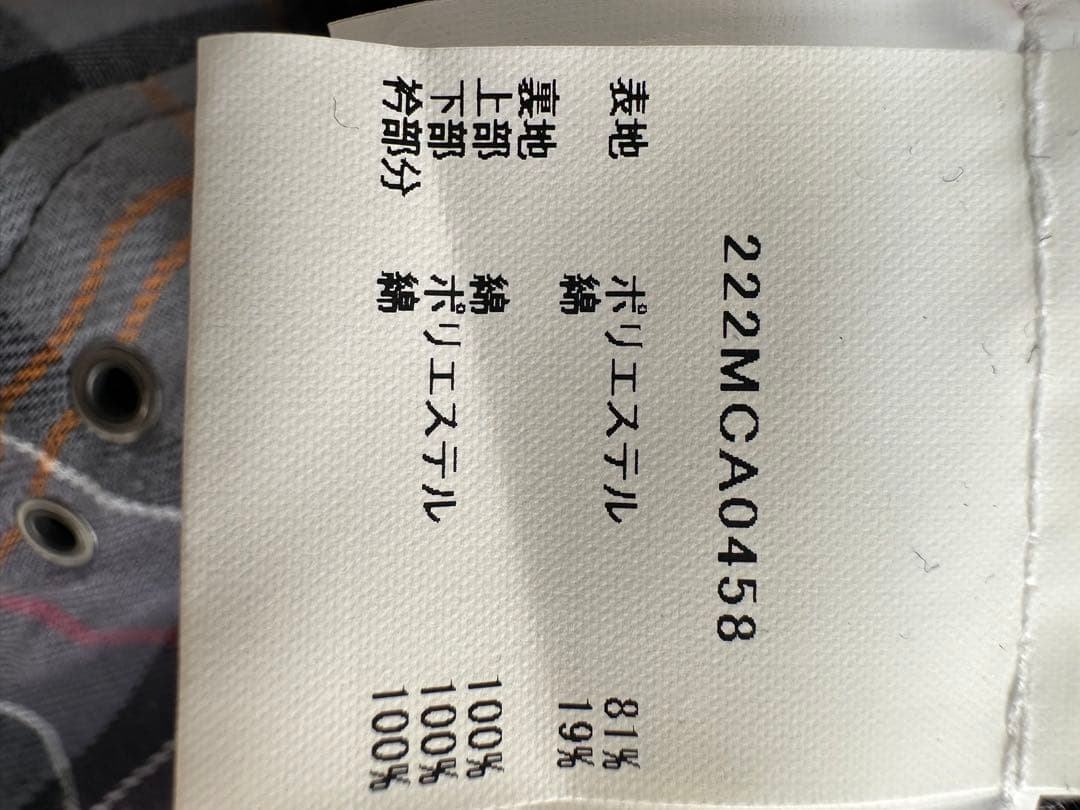 222MCA0458
表地 ポリエステル 81%
綿 19%
裏地
上部 綿 100%
下部 ポリエステル 100%
衿部分 綿 100%